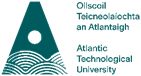 Ollscoil
Teicneolaíochta
an Atlantaigh
Atlantic
Technological
University